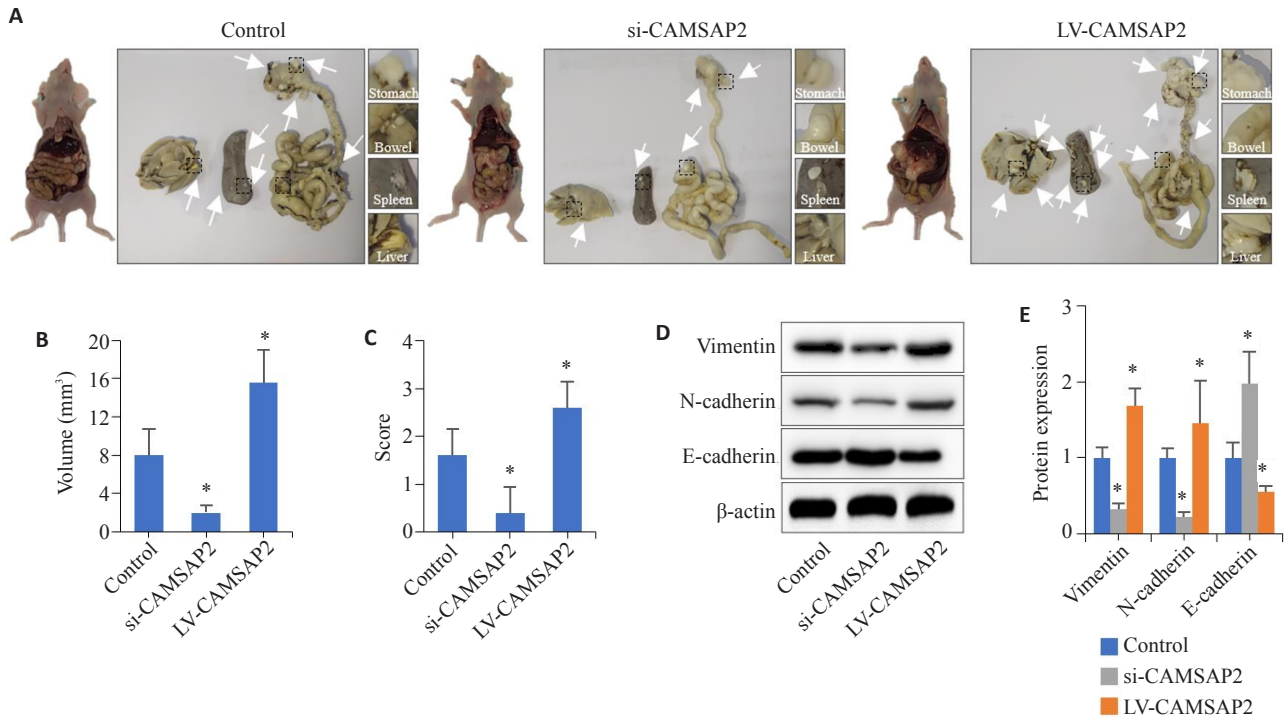 A
Control
si-CAMSAP2
LV-CAMSAP2
Stomach
Bowel
Spleen
Liver
Stomach
Bowel
Spleen
Liver
Stomach
Bowel
Spleen
Liver
B
Volume (mm³)
20
16
12
8
4
0
*
*
Control
si-CAMSAP2
LV-CAMSAP2
C
Score
4
3
2
1
0
*
*
Control
si-CAMSAP2
LV-CAMSAP2
D
Vimentin
N-cadherin
E-cadherin
β-actin
Control
si-CAMSAP2
LV-CAMSAP2
E
Protein expression
3
2
1
0
*
*
*
*
*
*
Vimentin
N-cadherin
E-cadherin
Control
si-CAMSAP2
LV-CAMSAP2